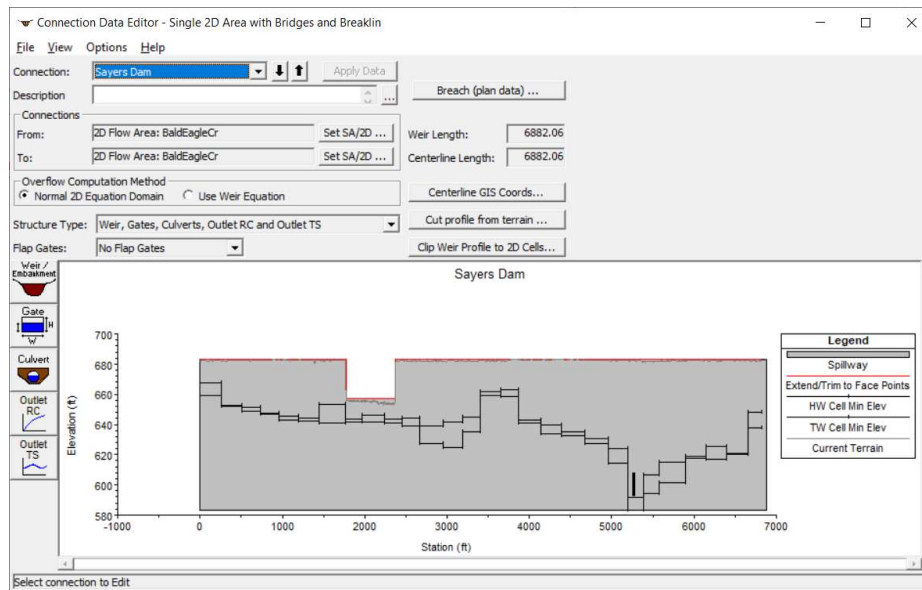 Connection Data Editor - Single 2D Area with Bridges and Breaklin
File View Options Help
Connection: Sayers Dam Apply Data
Description ... Breach (plan data) ...
Connections
From: 2D Flow Area: BaldEagleCr Set SA/2D ... Weir Length: 6882.06
To: 2D Flow Area: BaldEagleCr Set SA/2D ... Centerline Length: 6882.06
Overflow Computation Method
Normal 2D Equation Domain Use Weir Equation Centerline GIS Coords...
Structure Type: Weir, Gates, Culverts, Outlet RC and Outlet TS Cut profile from terrain ...
Flap Gates: No Flap Gates Clip Weir Profile to 2D Cells...
Weir /
Embankment
Gate
H
W
Culvert
Outlet
RC
Outlet
TS
Sayers Dam
700
680
660
640
620
600
580
Elevation (ft)
-1000 0 1000 2000 3000 4000 5000 6000 7000
Station (ft)
Legend
Spillway
Extend/Trim to Face Points
HW Cell Min Elev
TW Cell Min Elev
Current Terrain
Select connection to Edit